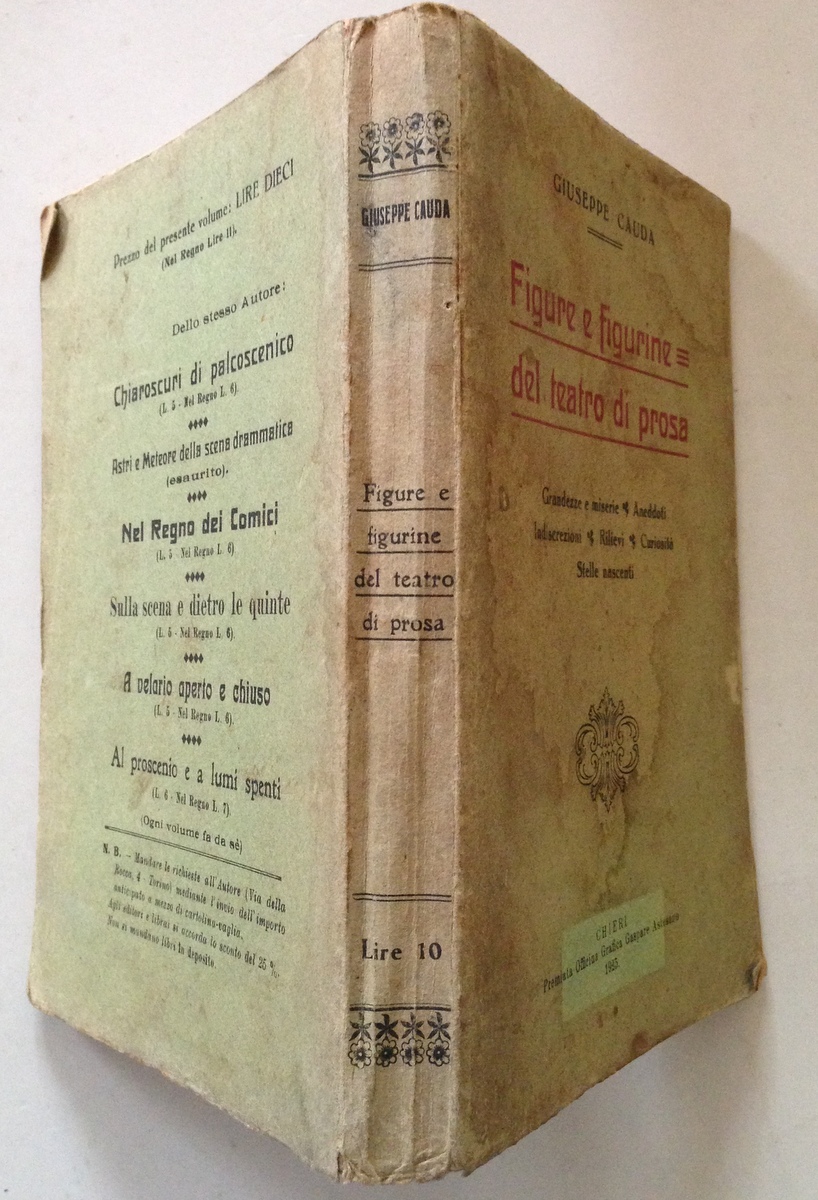 Prezzo del presente volume: LIRE DIECI
(Nel Regno Lire 11).
Dello stesso Autore:
Chiaroscuri di palcoscenico
(L. 5 - Nel Regno L. 6).
Astri e Meteore della scena drammatica
(esaurito).
Nel Regno dei Comici
(L. 5 - Nel Regno L. 6)
Sulla scena e dietro le quinte
(L. 5 - Nel Regno L. 6).
A velario aperto e chiuso
(L. 5 - Nel Regno L. 6).
Al proscenio e a lumi spenti
(L. 6 - Nel Regno L. 7).
(Ogni volume fa da sè)
N. B. - Mandare le richieste all'Autore (Via della
Rocca, 4 - Torino) mediante l'invio dell'importo
anticipato a mezzo di cartolina-vaglia.
Agli editori e librai si accorda lo sconto del 25 %.
Non si mandano libri in deposito.
GIUSEPPE CAUDA
Figure e
figurine
del teatro
di prosa
Lire 10
GIUSEPPE CAUDA
Figure e figurine
del teatro di prosa
Grandezze e miserie Aneddoti
Indiscrezioni Rilievi Curiosità
Stelle nascenti
CHIERI
Premiata Officina Grafica Gaspare Astesano